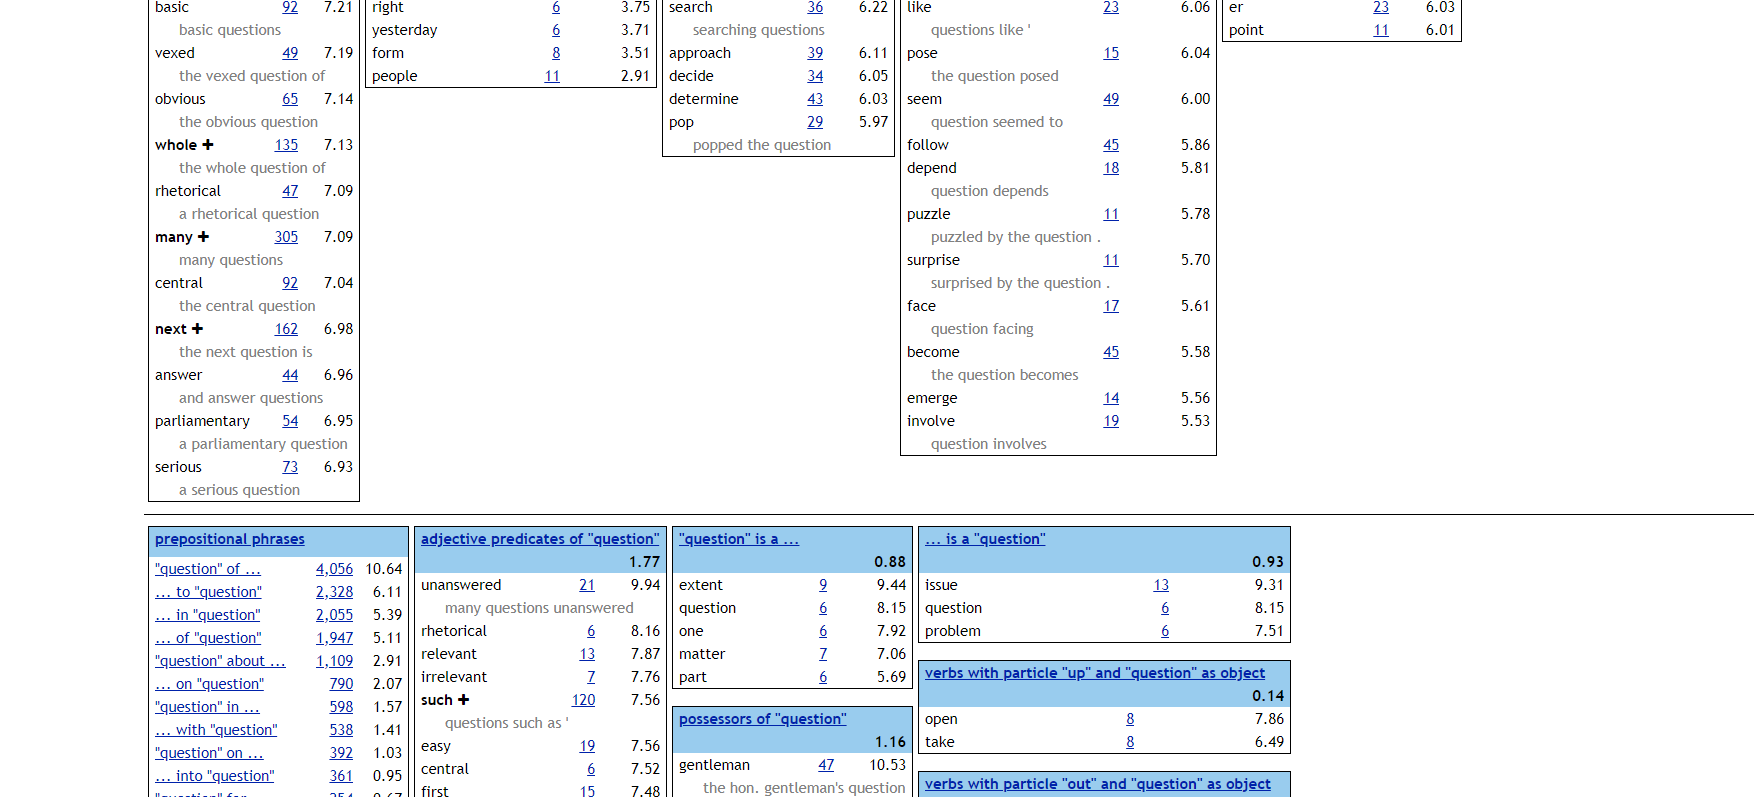 basic 92 7.21
basic questions
vexed 49 7.19
the vexed question of
obvious 65 7.14
the obvious question
whole + 135 7.13
the whole question of
rhetorical 47 7.09
a rhetorical question
many + 305 7.09
many questions
central 92 7.04
the central question
next + 162 6.98
the next question is
answer 44 6.96
and answer questions
parliamentary 54 6.95
a parliamentary question
serious 73 6.93
a serious question
right 6 3.75
yesterday 6 3.71
form 8 3.51
people 11 2.91
search 36 6.22
searching questions
approach 39 6.11
decide 34 6.05
determine 43 6.03
pop 29 5.97
popped the question
like 23 6.06
questions like '
pose 15 6.04
the question posed
seem 49 6.00
question seemed to
follow 45 5.86
depend 18 5.81
question depends
puzzle 11 5.78
puzzled by the question .
surprise 11 5.70
surprised by the question .
face 17 5.61
question facing
become 45 5.58
the question becomes
emerge 14 5.56
involve 19 5.53
question involves
er 23 6.03
point 11 6.01
prepositional phrases
"question" of ... 4,056 10.64
... to "question" 2,328 6.11
... in "question" 2,055 5.39
... of "question" 1,947 5.11
"question" about ... 1,109 2.91
... on "question" 790 2.07
"question" in ... 598 1.57
... with "question" 538 1.41
"question" on ... 392 1.03
... into "question" 361 0.95
adjective predicates of "question"
1.77
unanswered 21 9.94
many questions unanswered
rhetorical 6 8.16
relevant 13 7.87
irrelevant 7 7.76
such + 120 7.56
questions such as '
easy 19 7.56
central 6 7.52
first 15 7.48
"question" is a ...
0.88
extent 9 9.44
question 6 8.15
one 6 7.92
matter 7 7.06
part 6 5.69
possessors of "question"
1.16
gentleman 47 10.53
the hon. gentleman's question
... is a "question"
0.93
issue 13 9.31
question 6 8.15
problem 6 7.51
verbs with particle "up" and "question" as object
0.14
open 8 7.86
take 8 6.49
verbs with particle "out" and "question" as object